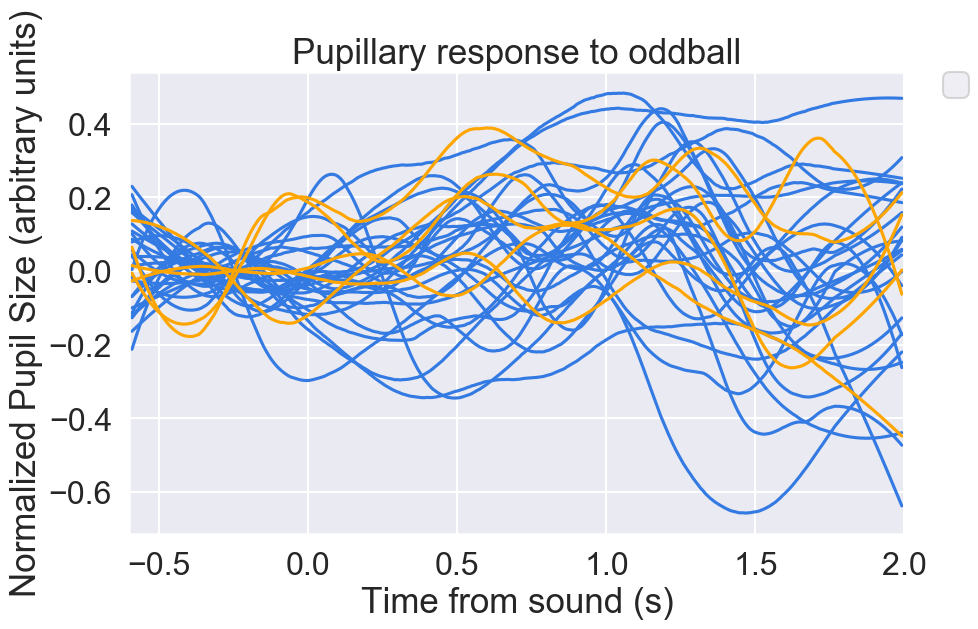 Pupillary response to oddball
Normalized Pupil Size (arbitrary units)
0.4
0.2
0.0
−0.2
−0.4
−0.6
−0.5 0.0 0.5 1.0 1.5 2.0
Time from sound (s)